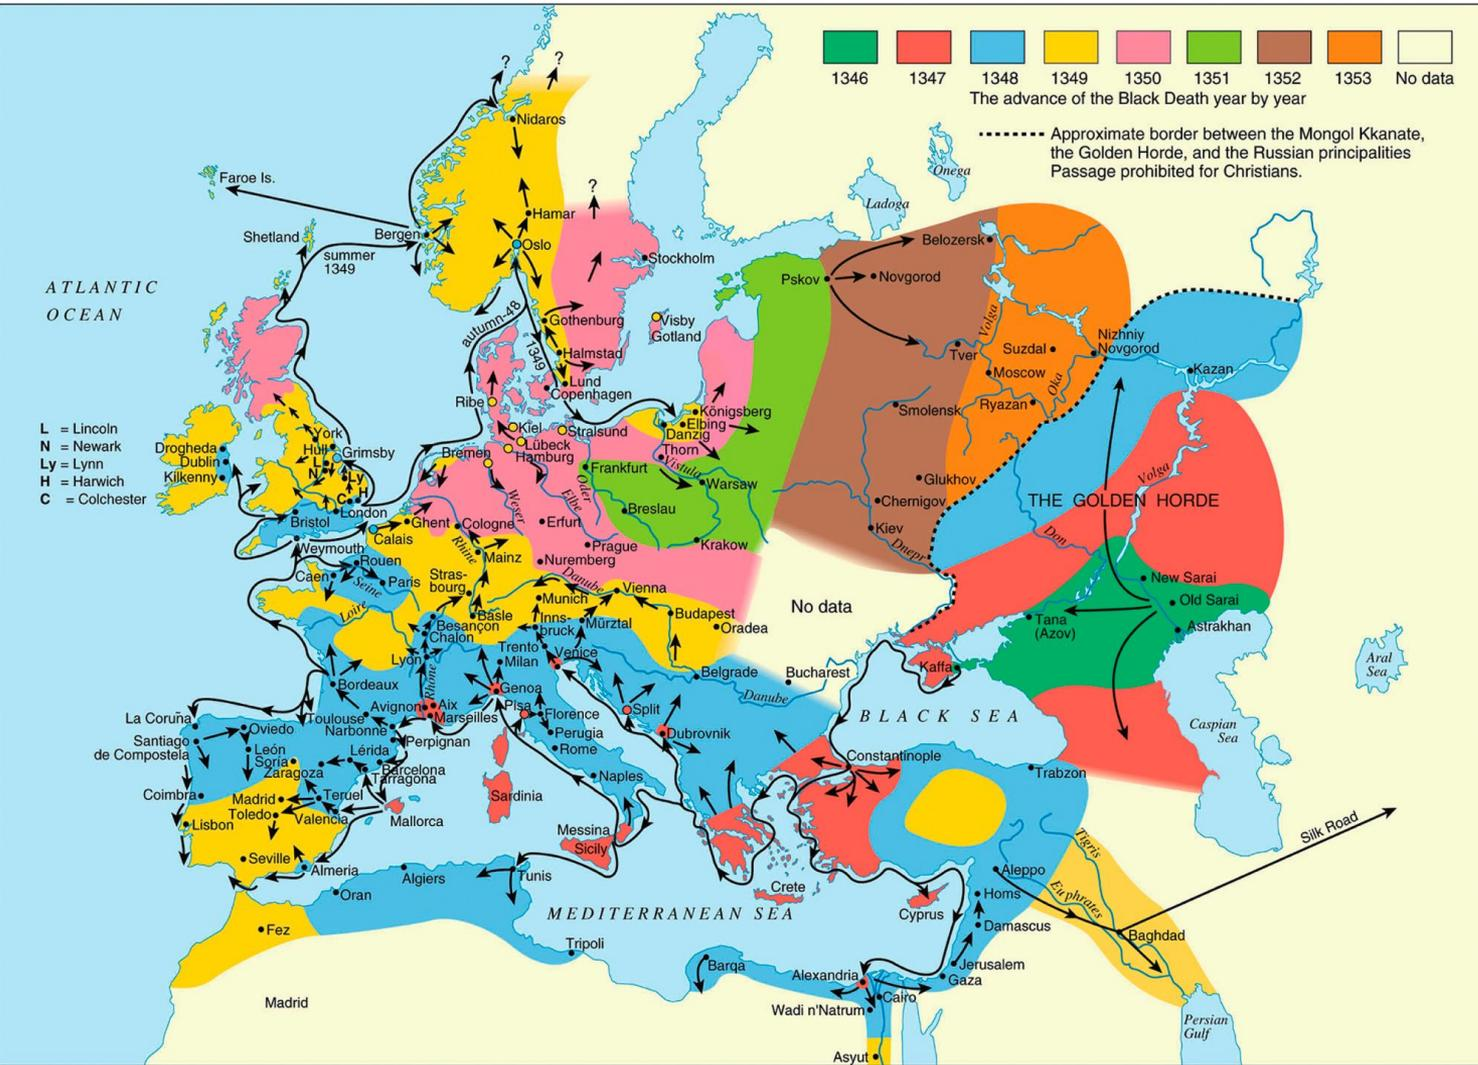 1346
1347
1348
1349
1350
1351
1352
1353
No data
The advance of the Black Death year by year
Approximate border between the Mongol Kkanate,
the Golden Horde, and the Russian principalities
Passage prohibited for Christians.
?
?
?
Nidaros
Faroe Is.
Hamar
Shetland
Bergen
Oslo
summer
1349
Stockholm
ATLANTIC
OCEAN
autumn-48
1349
Gothenburg
Visby
Gotland
Halmstad
Lund
Copenhagen
Ribe
Onega
Ladoga
Belozersk
Pskov
Novgorod
Volga
Tver
Suzdal
Nizhniy
Novgorod
Moscow
Oka
Ryazan
Smolensk
Kazan
Glukhov
Chernigov
Kiev
Dnepr
THE GOLDEN HORDE
Volga
Don
New Sarai
Old Sarai
Tana
(Azov)
Astrakhan
Kaffa
Aral
Sea
Caspian
Sea
L = Lincoln
N = Newark
Ly = Lynn
H = Harwich
C = Colchester
Drogheda
Dublin
Kilkenny
York
Hull
Grimsby
L
N
Ly
H
C
London
Bristol
Weymouth
Calais
Kiel
Stralsund
Lübeck
Hamburg
Bremen
Königsberg
Elbing
Danzig
Thorn
Vistula
Warsaw
Frankfurt
Oder
Elbe
Weser
Breslau
Krakow
Ghent
Cologne
Erfurt
Prague
Nuremberg
Rhine
Mainz
Rouen
Caen
Seine
Paris
Loire
Stras-
bourg
Basle
Besançon
Chalon
Munich
Danube
Vienna
Budapest
Oradea
Inns-
bruck
Mürztal
Lyon
Rhône
Trento
Milan
Venice
No data
Belgrade
Bucharest
Danube
Bordeaux
Avignon
Aix
Marseilles
Genoa
Pisa
Florence
Perugia
Rome
Split
Dubrovnik
BLACK SEA
La Coruña
Santiago
de Compostela
Oviedo
León
Soría
Zaragoza
Toulouse
Narbonne
Perpignan
Lérida
Barcelona
Tarragona
Coimbra
Madrid
Toledo
Teruel
Valencia
Mallorca
Lisbon
Seville
Almeria
Sardinia
Naples
Messina
Sicily
Constantinople
Trabzon
Oran
Algiers
Tunis
Fez
MEDITERRANEAN SEA
Crete
Cyprus
Aleppo
Homs
Damascus
Jerusalem
Gaza
Tigris
Euphrates
Baghdad
Silk Road
Tripoli
Barqa
Alexandria
Cairo
Wadi n'Natrum
Asyut
Madrid
Persian
Gulf